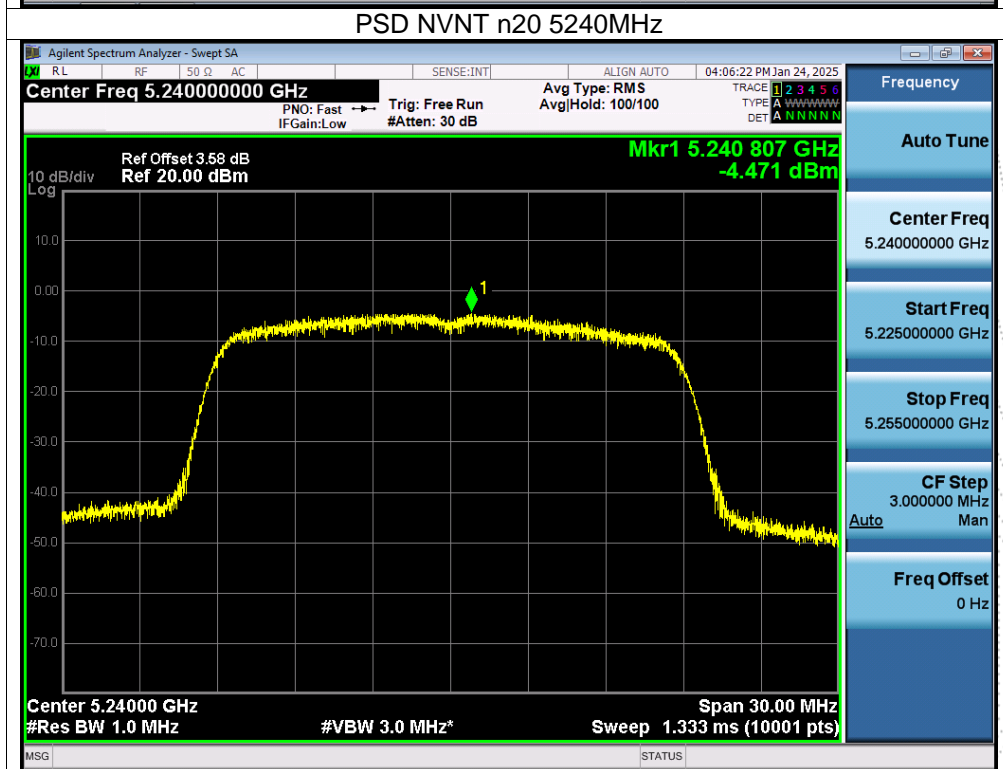 PSD NVNT n20 5240MHz
Agilent Spectrum Analyzer - Swept SA
LXI RL RF 50 Ω AC SENSE:INT ALIGN AUTO 04:06:22 PM Jan 24, 2025
Center Freq 5.240000000 GHz
PNO: Fast
IFGain:Low
Trig: Free Run
#Atten: 30 dB
Avg Type: RMS
Avg|Hold: 100/100
TRACE 1 2 3 4 5 6
TYPE A WWWWW
DET A N N N N N
Ref Offset 3.58 dB
Ref 20.00 dBm
10 dB/div
Log
Mkr1 5.240 807 GHz
-4.471 dBm
10.0
0.00
-10.0
-20.0
-30.0
-40.0
-50.0
-60.0
-70.0
1
Center 5.24000 GHz
Span 30.00 MHz
#Res BW 1.0 MHz
#VBW 3.0 MHz*
Sweep 1.333 ms (10001 pts)
MSG
STATUS
Frequency
Auto Tune
Center Freq
5.240000000 GHz
Start Freq
5.225000000 GHz
Stop Freq
5.255000000 GHz
CF Step
3.000000 MHz
Auto Man
Freq Offset
0 Hz